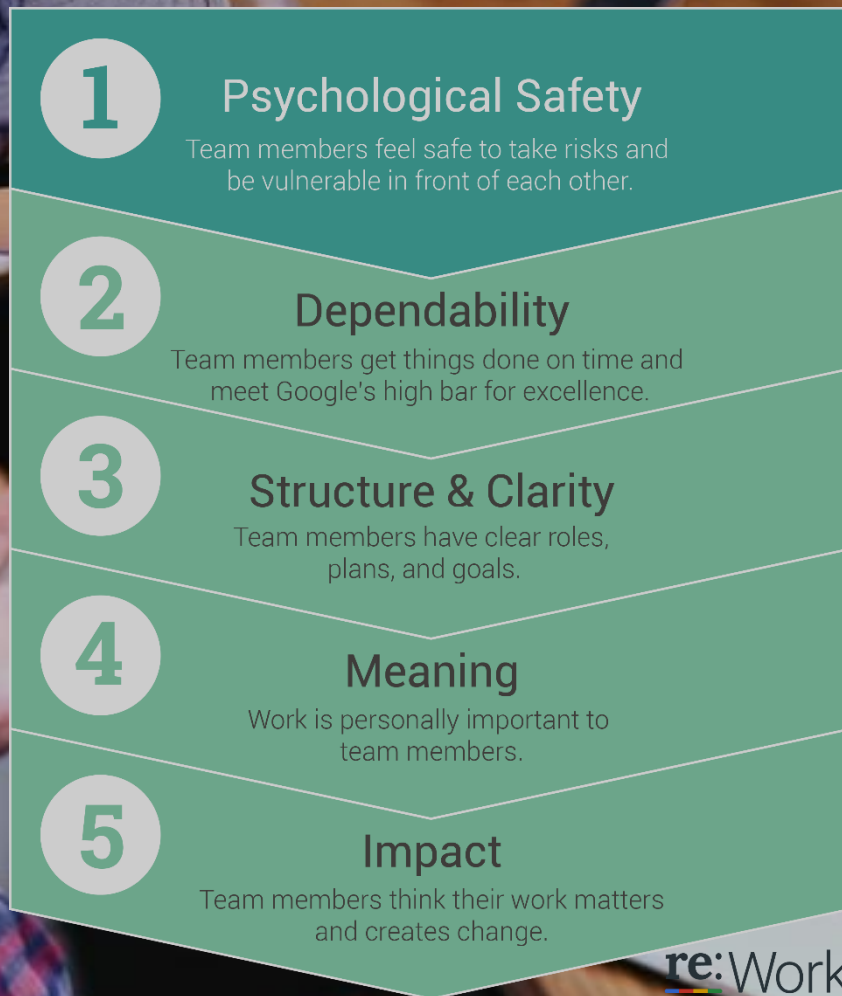 1
Psychological Safety
Team members feel safe to take risks and
be vulnerable in front of each other.
2
Dependability
Team members get things done on time and
meet Google's high bar for excellence.
3
Structure & Clarity
Team members have clear roles,
plans, and goals.
4
Meaning
Work is personally important to
team members.
5
Impact
Team members think their work matters
and creates change.
re:Work